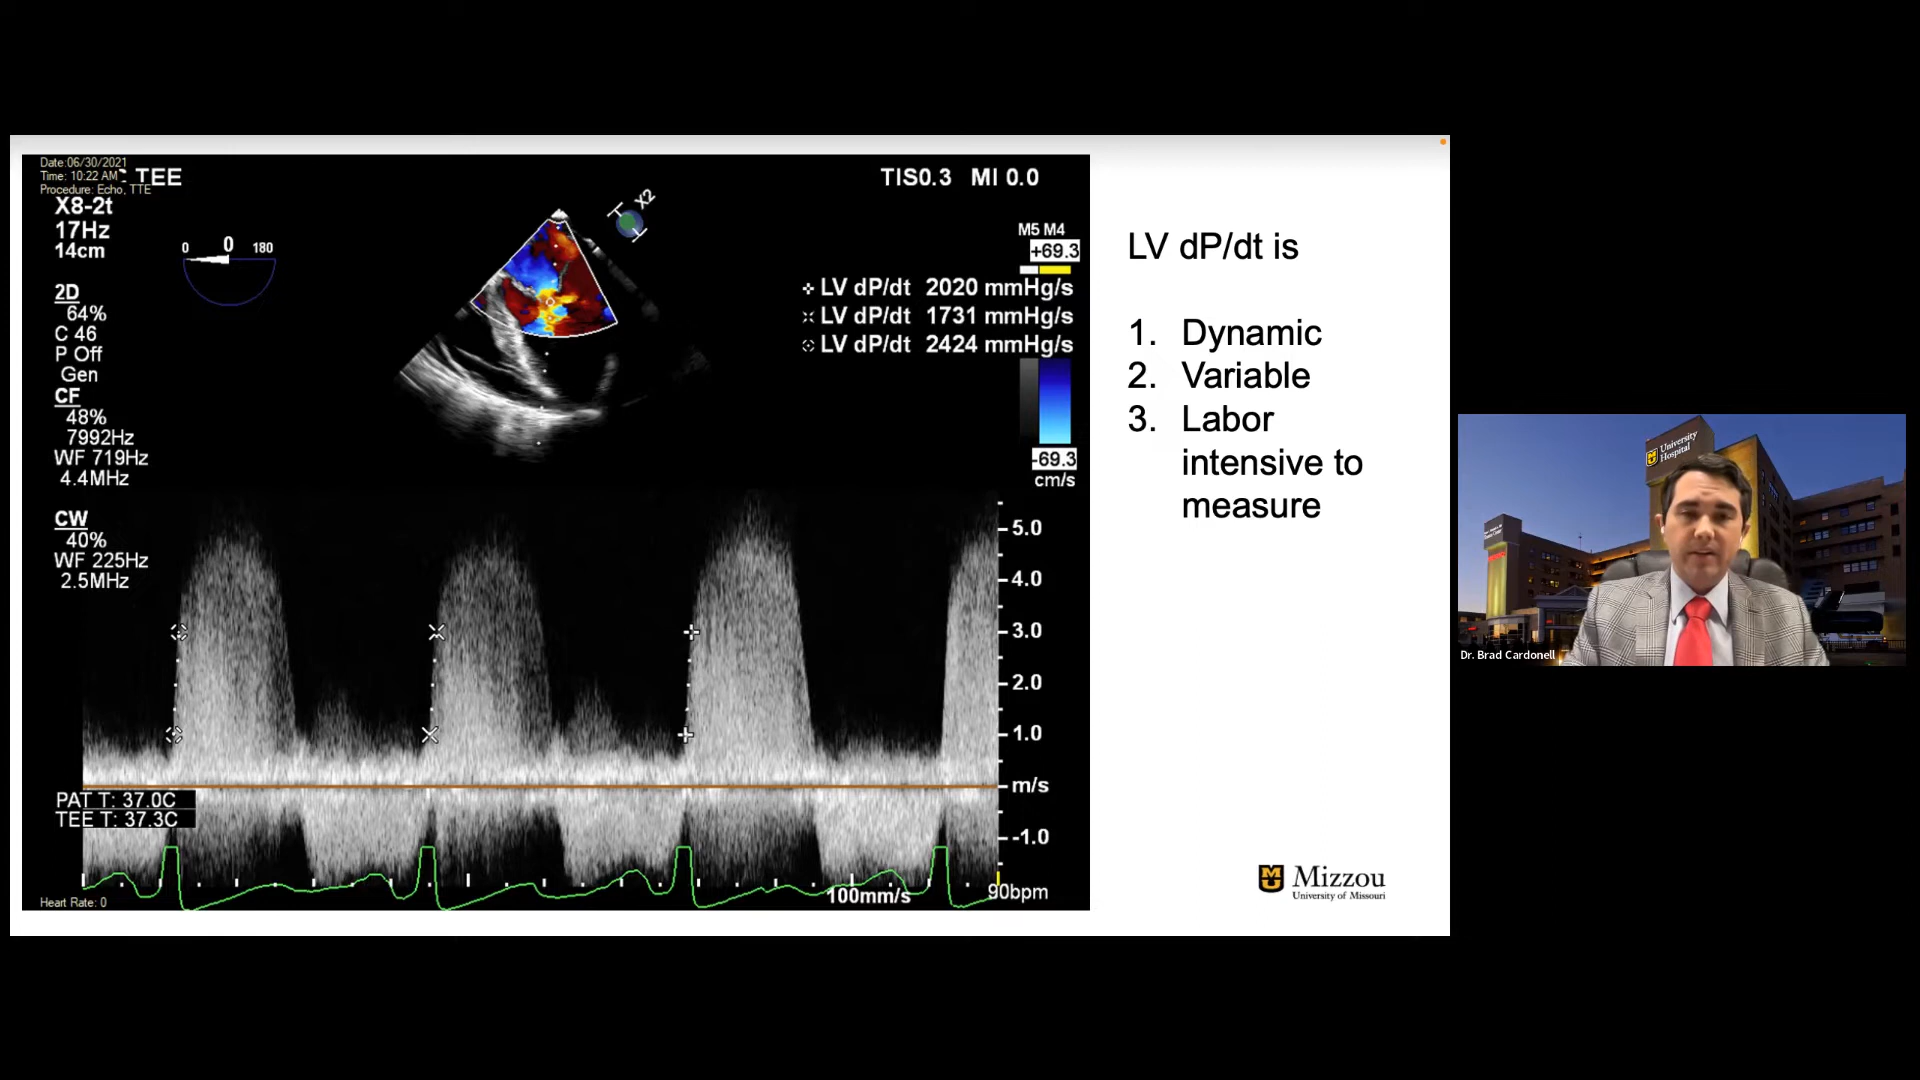 Date:06/30/2021
Time: 10:22 AM
TEE
Procedure: Echo, TTE
X8-2t
17Hz
14cm
0 0 180
2D
64%
C 46
P Off
Gen
CF
48%
7992Hz
WF 719Hz
4.4MHz
CW
40%
WF 225Hz
2.5MHz
PAT T: 37.0C
TEE T: 37.3C
Heart Rate: 0
X2
TIS0.3 MI 0.0
M5 M4
+69.3
LV dP/dt 2020 mmHg/s
LV dP/dt 1731 mmHg/s
LV dP/dt 2424 mmHg/s
-69.3
cm/s
5.0
4.0
3.0
2.0
1.0
m/s
-1.0
100mm/s
90bpm
LV dP/dt is
1. Dynamic
2. Variable
3. Labor
intensive to
measure
Mizzou
University of Missouri
University
Hospital
Dr. Brad Cardonell